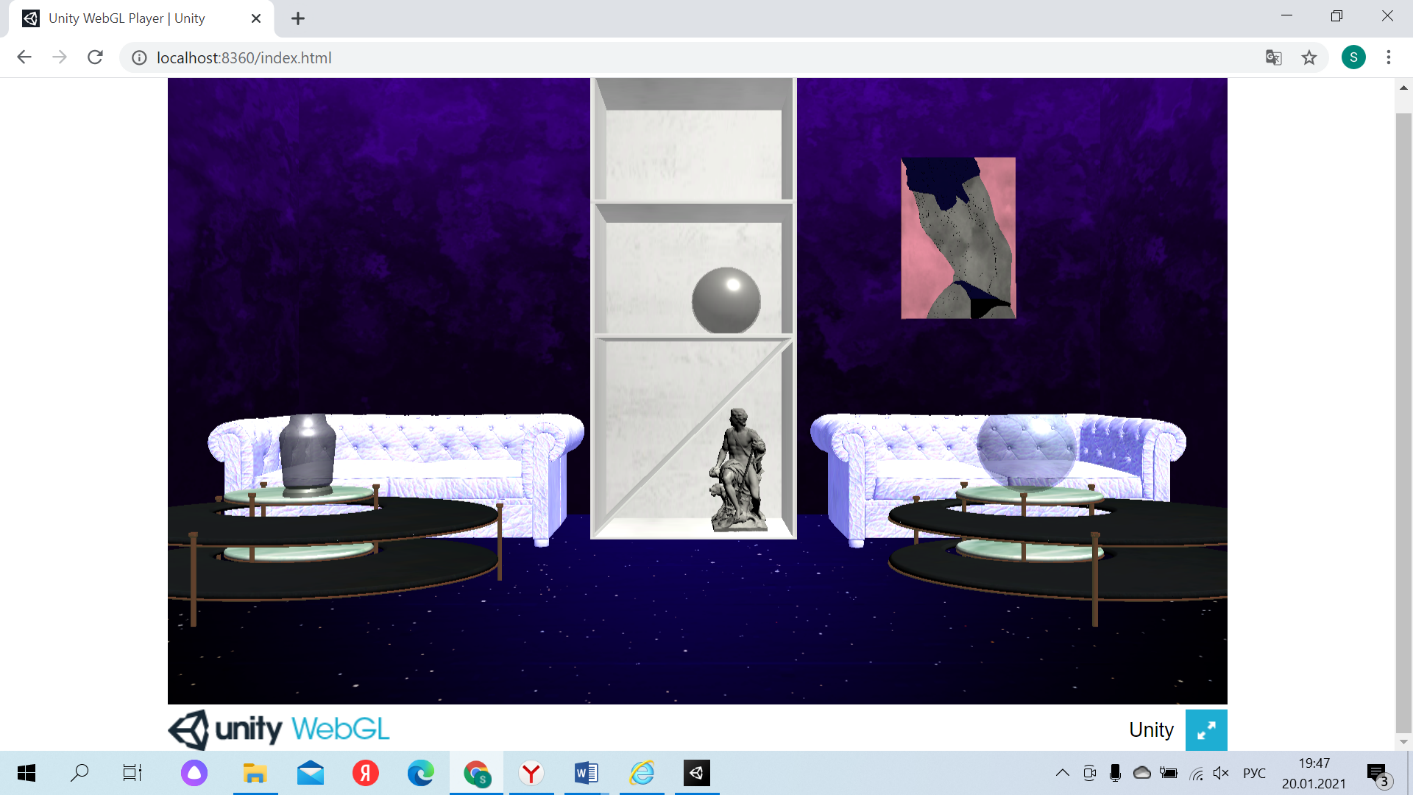 Unity WebGL Player | Unity
localhost:8360/index.html
S
unity WebGL
Unity
Я
S
Y
W
e
РУС
19:47
20.01.2021
3